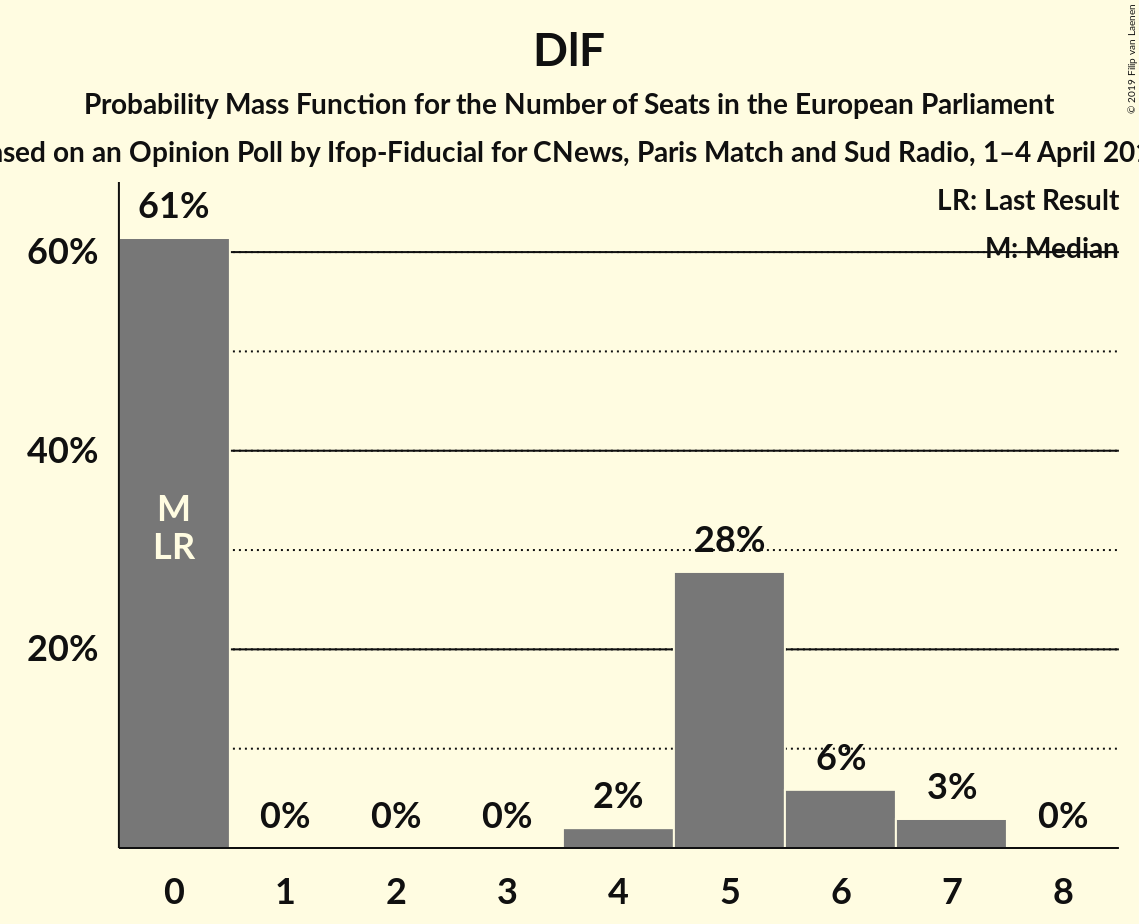 DlF
Probability Mass Function for the Number of Seats in the European Parliament
on an Opinion Poll by Ifop-Fiducial for CNews, Paris Match and Sud Radio, 1–4 April
© 2019 Filip van Laenen
LR: Last Result
M: Median
61%
60%
40%
M
LR
28%
20%
6%
3%
2%
0% 0% 0% 0%
0 1 2 3 4 5 6 7 8